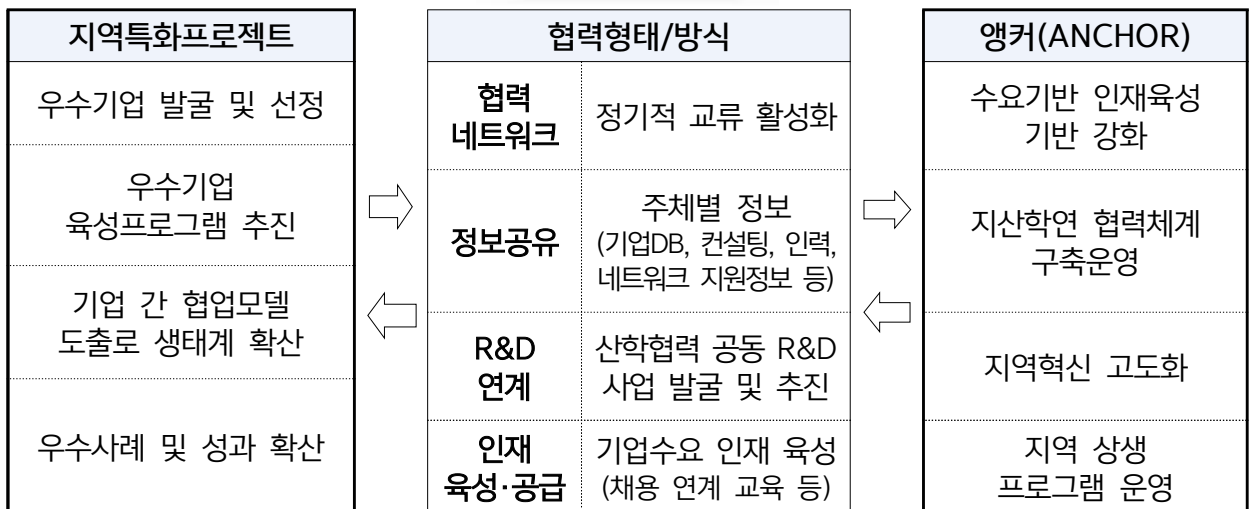 지역특화프로젝트
우수기업 발굴 및 선정
우수기업
육성프로그램 추진
기업 간 협업모델
도출로 생태계 확산
우수사례 및 성과 확산
협력형태/방식
협력
네트워크
정기적 교류 활성화
정보공유
주체별 정보
(기업DB, 컨설팅, 인력,
네트워크 지원정보 등)
R&D
연계
산학협력 공동 R&D
사업 발굴 및 추진
인재
육성·공급
기업수요 인재 육성
(채용 연계 교육 등)
앵커(ANCHOR)
수요기반 인재육성
기반 강화
지산학연 협력체계
구축운영
지역혁신 고도화
지역 상생
프로그램 운영